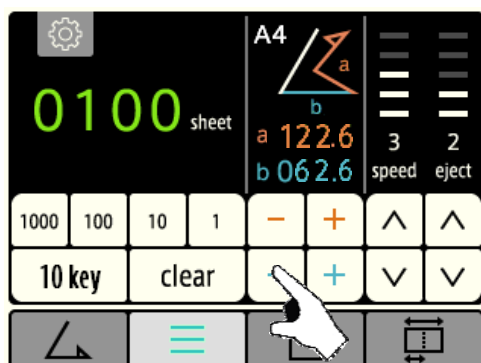 A4
a
b
0100 sheet
a 122.6
b 062.6
3 2
speed eject
1000 100 10 1 - +
10 key clear - +